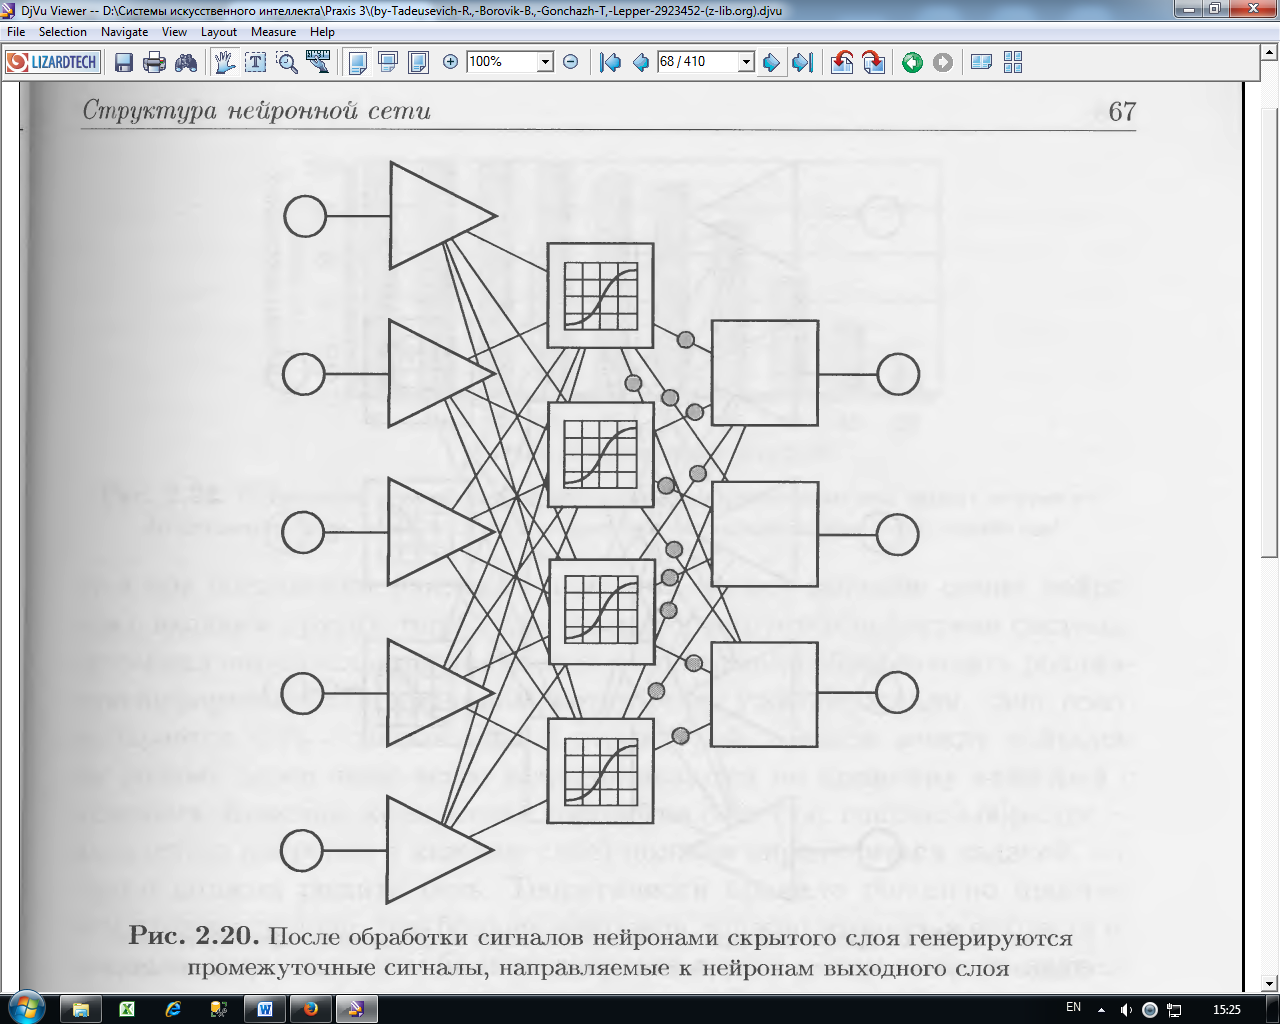 DjVu Viewer -- D:\Системы искусственного интеллекта\Praxis 3\(by-Tadeusevich-R.,-Borovik-B.,-Gonchazh-T,-Lepper-2923452-(z-lib.org).djvu
File Selection Navigate View Layout Measure Help
LIZARDTECH 100% 68 / 410
Структура нейронной сети 67
Рис. 2.20. После обработки сигналов нейронами скрытого слоя генерируются
промежуточные сигналы, направляемые к нейронам выходного слоя
EN 15:25